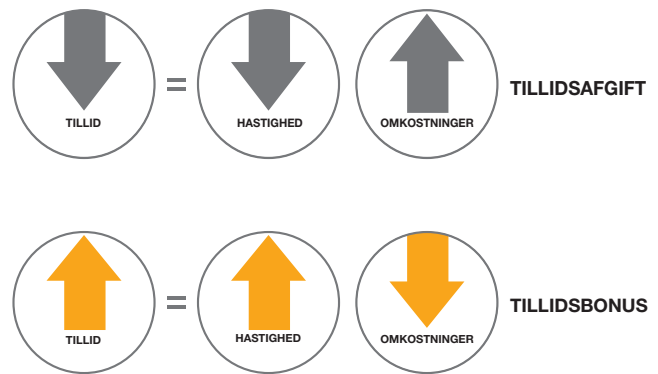 TILLID
=
HASTIGHED
OMKOSTNINGER
TILLIDSAFGIFT
TILLID
=
HASTIGHED
OMKOSTNINGER
TILLIDSBONUS